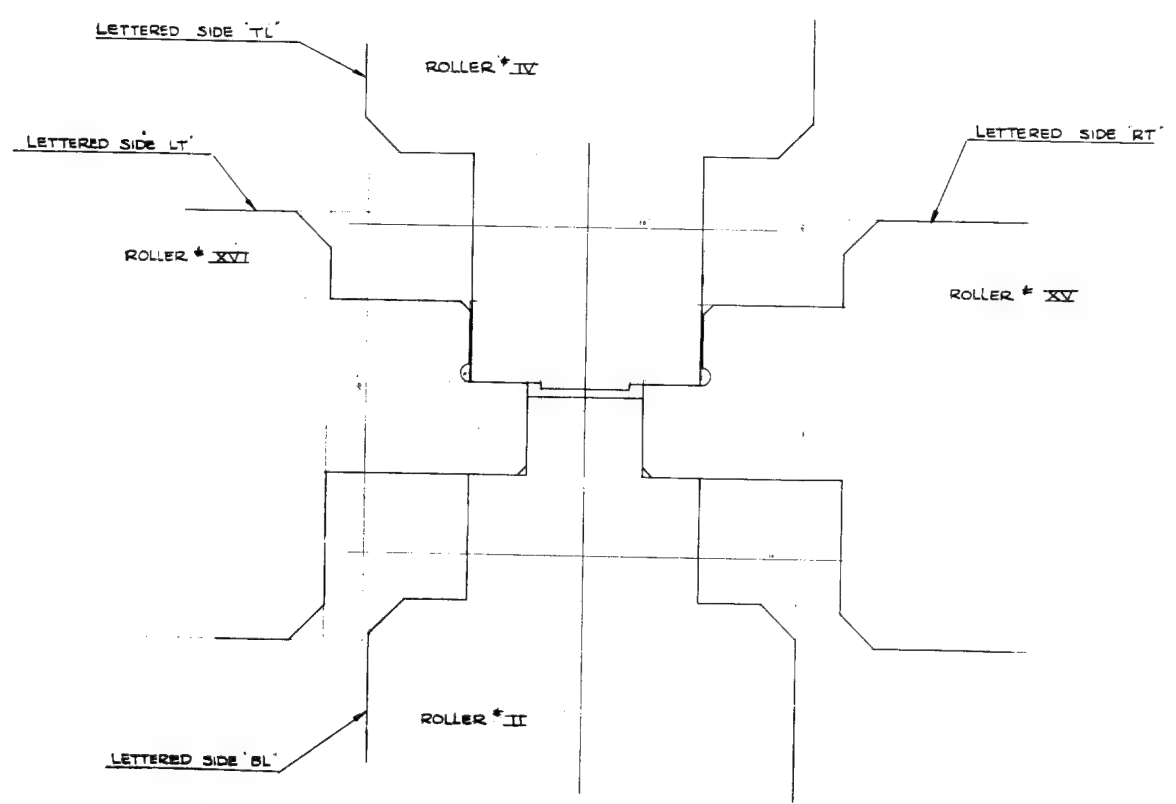 LETTERED SIDE "TL"
ROLLER # IV
LETTERED SIDE "LT"
LETTERED SIDE "RT"
ROLLER # XVI
ROLLER # XV
ROLLER # II
LETTERED SIDE "BL"